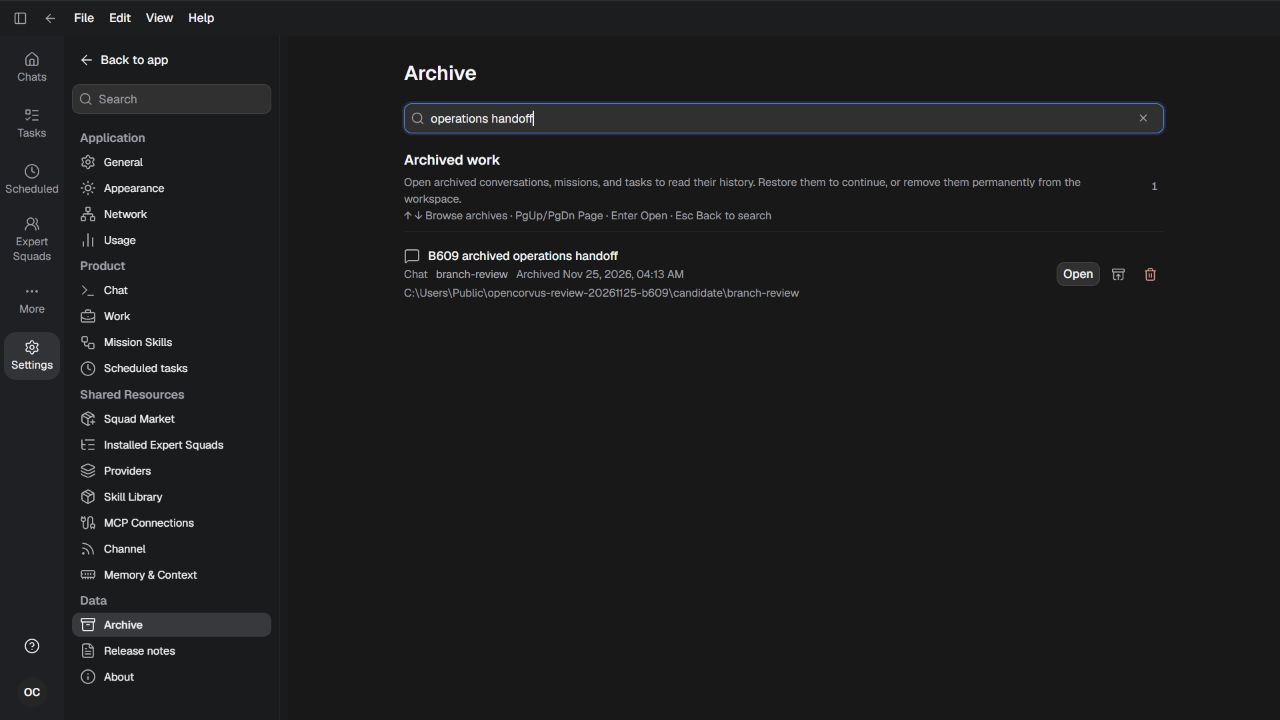 File Edit View Help
Chats
Tasks
Scheduled
Expert
Squads
More
Settings
OC
Back to app
Search
Application
General
Appearance
Network
Usage
Product
Chat
Work
Mission Skills
Scheduled tasks
Shared Resources
Squad Market
Installed Expert Squads
Providers
Skill Library
MCP Connections
Channel
Memory & Context
Data
Archive
Release notes
About
Archive
operations handoff
Archived work
Open archived conversations, missions, and tasks to read their history. Restore them to continue, or remove them permanently from the
workspace.
1
↑↓ Browse archives · PgUp/PgDn Page · Enter Open · Esc Back to search
B609 archived operations handoff
Chat branch-review Archived Nov 25, 2026, 04:13 AM
C:\Users\Public\opencorvus-review-20261125-b609\candidate\branch-review
Open